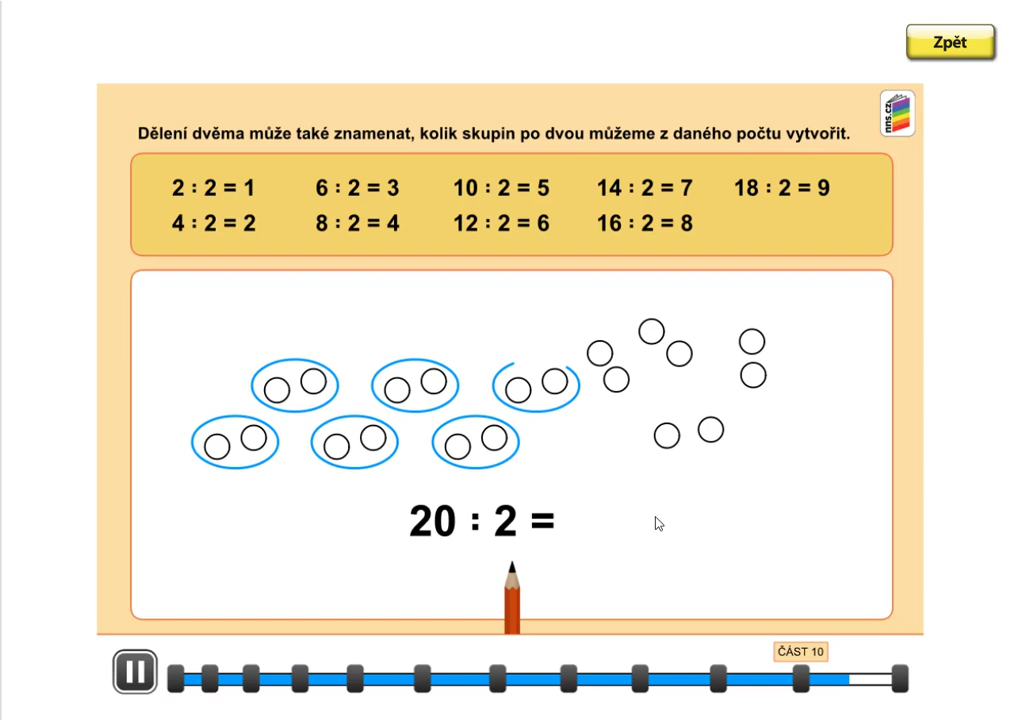 Zpět
nns.cz
Dělení dvěma může také znamenat, kolik skupin po dvou můžeme z daného počtu vytvořit.
2 : 2 = 1 6 : 2 = 3 10 : 2 = 5 14 : 2 = 7 18 : 2 = 9
4 : 2 = 2 8 : 2 = 4 12 : 2 = 6 16 : 2 = 8
20 : 2 =
ČÁST 10